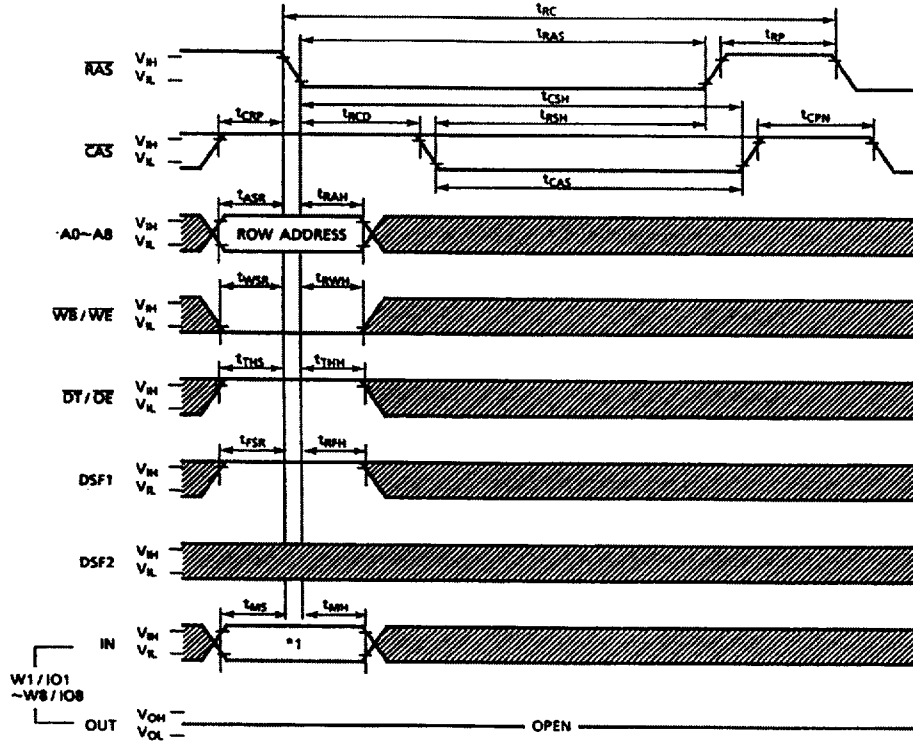 tRC
tRAS
tRP
RAS
VIH
VIL
tCSH
tCRP
tRCD
tRSH
tCPN
CAS
VIH
VIL
tCAS
tASR
tRAH
A0~A8
VIH
VIL
ROW ADDRESS
tWSR
tRWH
WB / WE
VIH
VIL
tTHS
tTHH
DT / OE
VIH
VIL
tFSR
tRFH
DSF1
VIH
VIL
DSF2
VIH
VIL
tMS
tMH
IN
VIH
VIL
*1
W1 / IO1
~W8 / IO8
OUT
VOH
VOL
OPEN